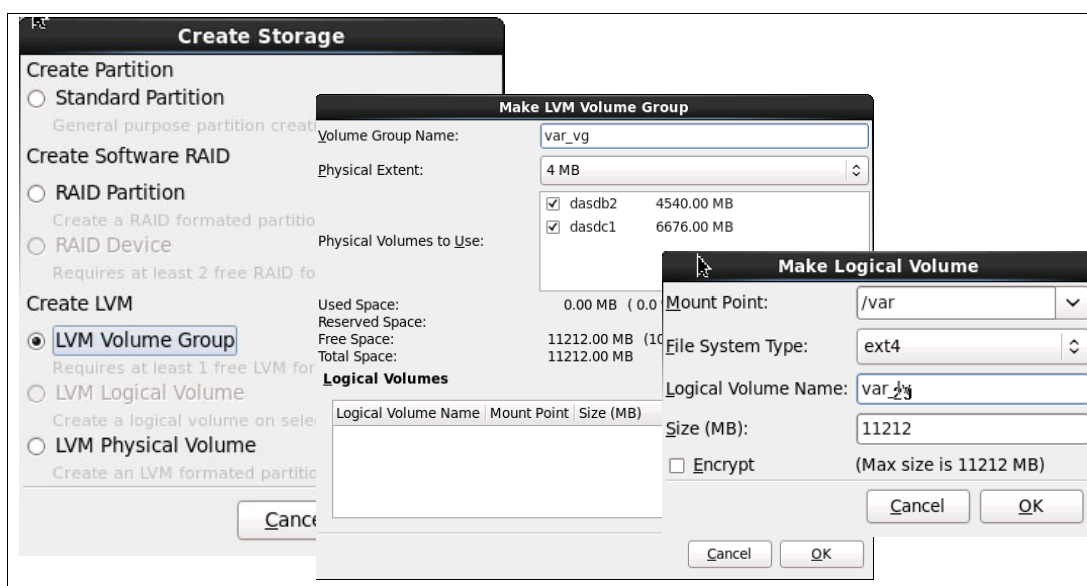 Create Storage
Create Partition
Standard Partition
General purpose partition creat
Create Software RAID
RAID Partition
Create a RAID formated partitio
RAID Device
Requires at least 2 free RAID fo
Create LVM
LVM Volume Group
Requires at least 1 free LVM for
LVM Logical Volume
Create a logical volume on sele
LVM Physical Volume
Create an LVM formated partitio
Cance
Make LVM Volume Group
Volume Group Name: var_vg
Physical Extent: 4 MB
Physical Volumes to Use:
dasdb2 4540.00 MB
dasdc1 6676.00 MB
Used Space: 0.00 MB ( 0.0
Reserved Space:
Free Space: 11212.00 MB (10
Total Space: 11212.00 MB
Logical Volumes
Logical Volume Name Mount Point Size (MB)
Cancel OK
Make Logical Volume
Mount Point: /var
File System Type: ext4
Logical Volume Name:
Size (MB): 11212
Encrypt (Max size is 11212 MB)
Cancel OK